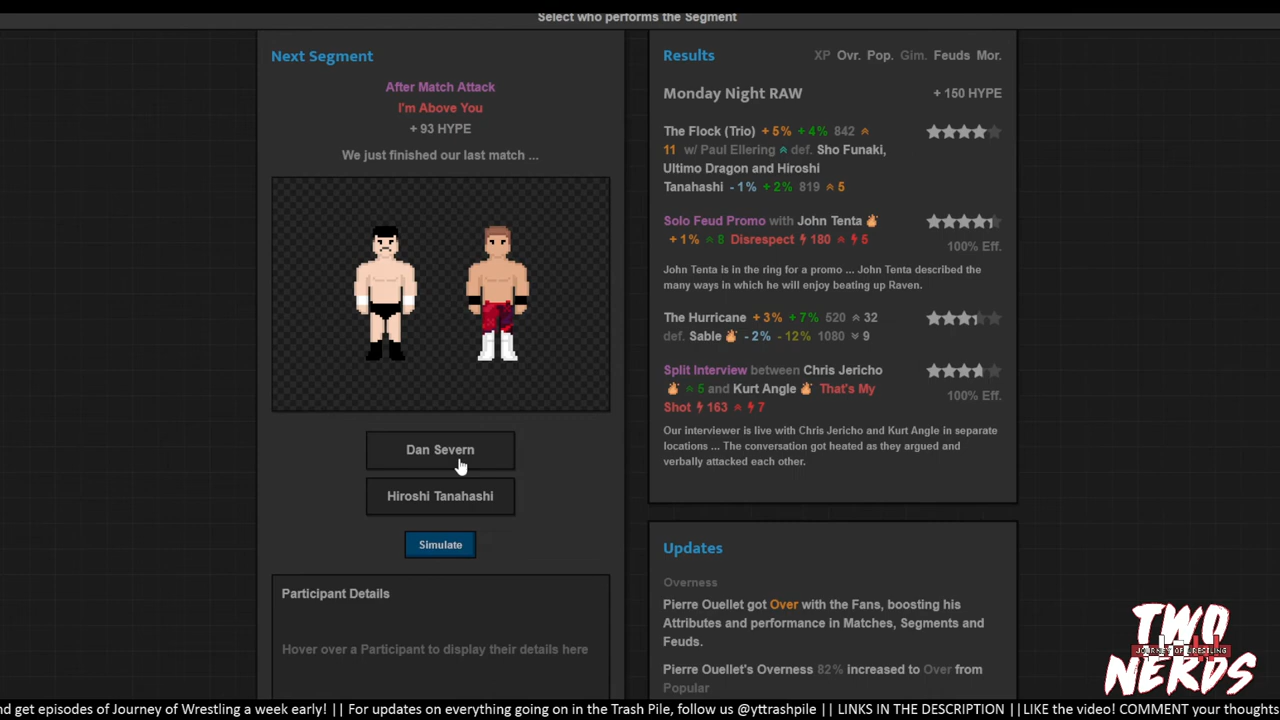 Select who performs the Segment
Next Segment
After Match Attack
I'm Above You
+ 93 HYPE
We just finished our last match ...
Dan Severn
Hiroshi Tanahashi
Simulate
Participant Details
Hover over a Participant to display their details here
Results
XP Ovr. Pop. Gim. Feuds Mor.
Monday Night RAW + 150 HYPE
The Flock (Trio) + 5% + 4% 842
11 w/ Paul Ellering def. Sho Funaki,
Ultimo Dragon and Hiroshi
Tanahashi - 1% + 2% 819 5
Solo Feud Promo with John Tenta
+ 1% 8 Disrespect 180 5
100% Eff.
John Tenta is in the ring for a promo ... John Tenta described the
many ways in which he will enjoy beating up Raven.
The Hurricane + 3% + 7% 520 32
def. Sable - 2% - 12% 1080 9
Split Interview between Chris Jericho
5 and Kurt Angle That's My
Shot 163 7
100% Eff.
Our interviewer is live with Chris Jericho and Kurt Angle in separate
locations ... The conversation got heated as they argued and
verbally attacked each other.
Updates
Overness
Pierre Ouellet got Over with the Fans, boosting his
Attributes and performance in Matches, Segments and
Feuds.
Pierre Ouellet's Overness 82% increased to Over from
Popular
TWO
JOURNEY OF WRESTLING
NERDS
nd get episodes of Journey of Wrestling a week early! || For updates on everything going on in the Trash Pile, follow us @yttrashpile || LINKS IN THE DESCRIPTION || LIKE the video! COMMENT your thoughts